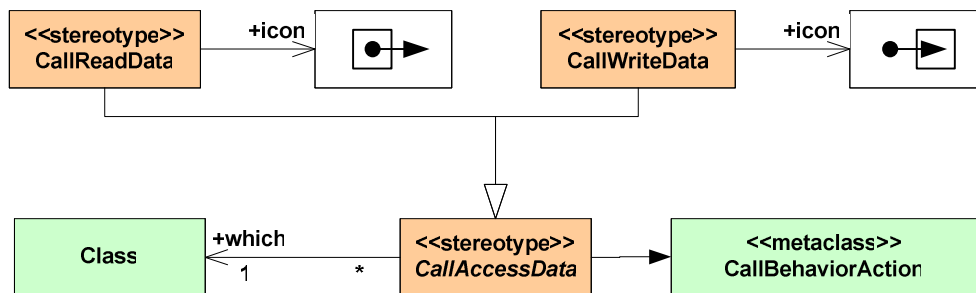 <<stereotype>>
CallReadData
+icon
<<stereotype>>
CallWriteData
+icon
Class
+which
1
*
<<stereotype>>
CallAccessData
<<metaclass>>
CallBehaviorAction